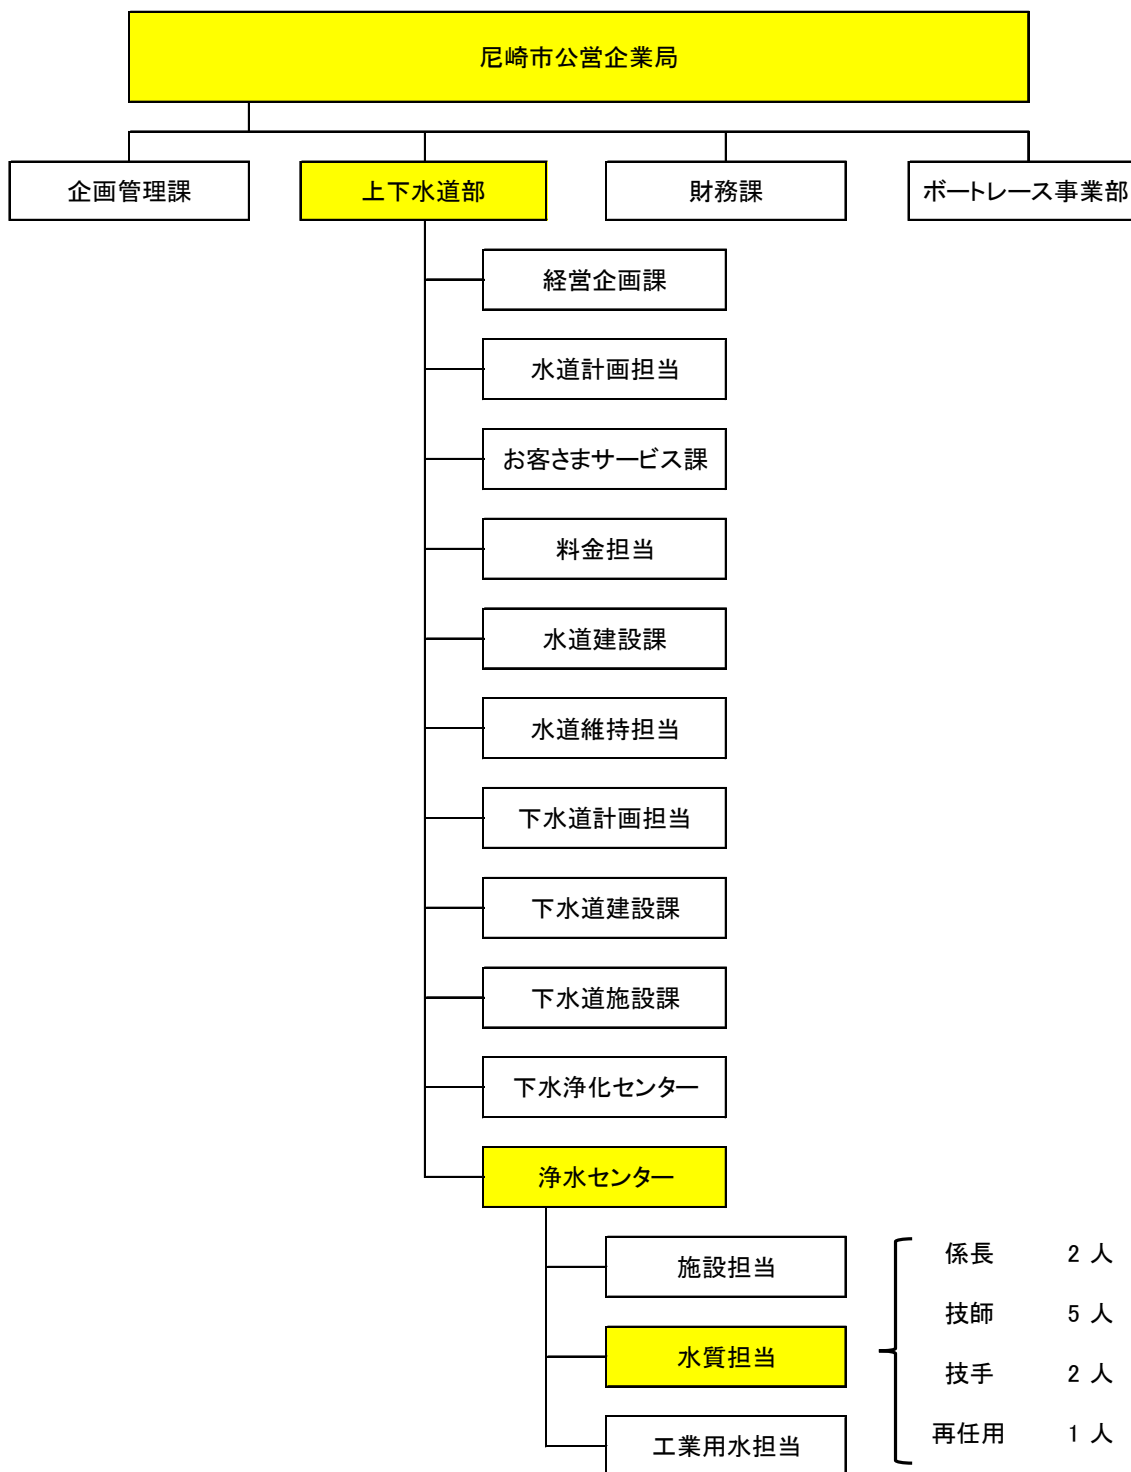 尼崎市公営企業局
企画管理課
上下水道部
財務課
ボートレース事業部
経営企画課
水道計画担当
お客さまサービス課
料金担当
水道建設課
水道維持担当
下水道計画担当
下水道建設課
下水道施設課
下水浄化センター
浄水センター
施設担当
水質担当
工業用水担当
係長 2 人
技師 5 人
技手 2 人
再任用 1 人